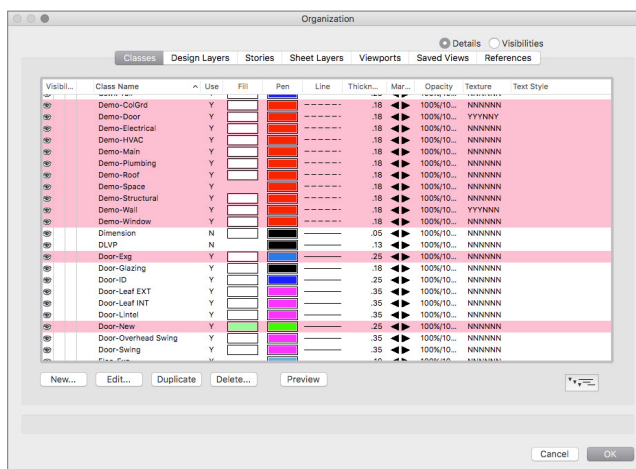 Organization
Details Visibilities
Classes Design Layers Stories Sheet Layers Viewports Saved Views References
Visibil... Class Name Use Fill Pen Line Thickn... Mar... Opacity Texture Text Style
Demo-ColGrd Y .18 100%/10... NNNNNN
Demo-Door Y .18 100%/10... YYYNNY
Demo-Electrical Y .18 100%/10... NNNNNN
Demo-HVAC Y .18 100%/10... NNNNNN
Demo-Main Y .18 100%/10... NNNNNN
Demo-Plumbing Y .18 100%/10... NNNNNN
Demo-Roof Y .18 100%/10... NNNNNN
Demo-Space Y .18 100%/10... NNNNNN
Demo-Structural Y .18 100%/10... NNNNNN
Demo-Wall Y .18 100%/10... YYYNNN
Demo-Window Y .18 100%/10... NNNNNN
Dimension N .05 100%/10... NNNNNN
DLVP N .13 100%/10... NNNNNN
Door-Exg Y .25 100%/10... NNNNNN
Door-Glazing Y .18 100%/10... NNNNNN
Door-ID Y .25 100%/10... NNNNNN
Door-Leaf EXT Y .35 100%/10... NNNNNN
Door-Leaf INT Y .35 100%/10... NNNNNN
Door-Lintel Y .35 100%/10... NNNNNN
Door-New Y .25 100%/10... NNNNNN
Door-Overhead Swing Y .35 100%/10... NNNNNN
Door-Swing Y .35 100%/10... NNNNNN
New... Edit... Duplicate Delete... Preview
Cancel OK